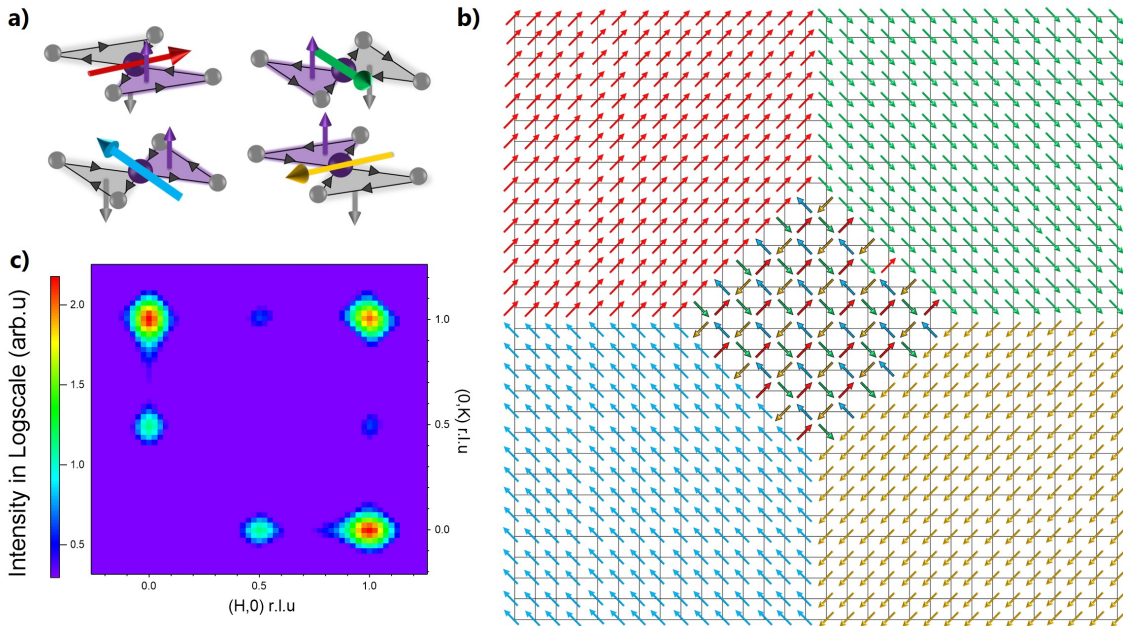 a)
b)
c)
Intensity in Logscale (arb.u)
2.0
1.5
1.0
0.5
1.0
0.5
0.0
(0,K) r.l.u
0.0 0.5 1.0
(H,0) r.l.u